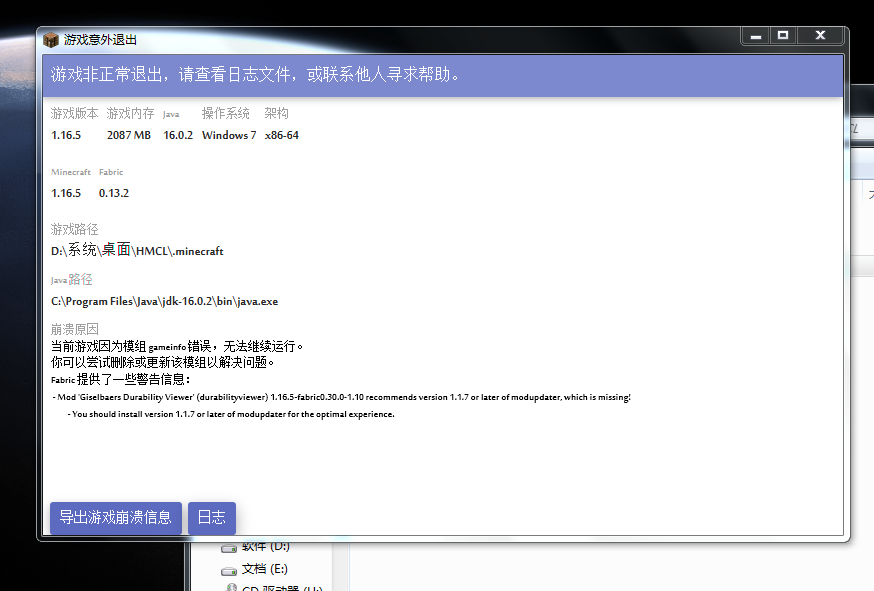 游戏意外退出
游戏非正常退出，请查看日志文件，或联系他人寻求帮助。
游戏版本 游戏内存 Java 操作系统 架构
1.16.5 2087 MB 16.0.2 Windows 7 x86-64
Minecraft Fabric
1.16.5 0.13.2
游戏路径
D:\系统\桌面\HMCL\.minecraft
Java 路径
C:\Program Files\Java\jdk-16.0.2\bin\java.exe
崩溃原因
当前游戏因为模组 gameinfo 错误，无法继续运行。
你可以尝试删除或更新该模组以解决问题。
Fabric 提供了一些警告信息：
- Mod 'Giselbaers Durability Viewer' (durabilityviewer) 1.16.5-fabric0.30.0-1.10 recommends version 1.1.7 or later of modupdater, which is missing!
- You should install version 1.1.7 or later of modupdater for the optimal experience.
导出游戏崩溃信息 日志
软件 (D:)
文档 (E:)
CD 驱动器 (H:)